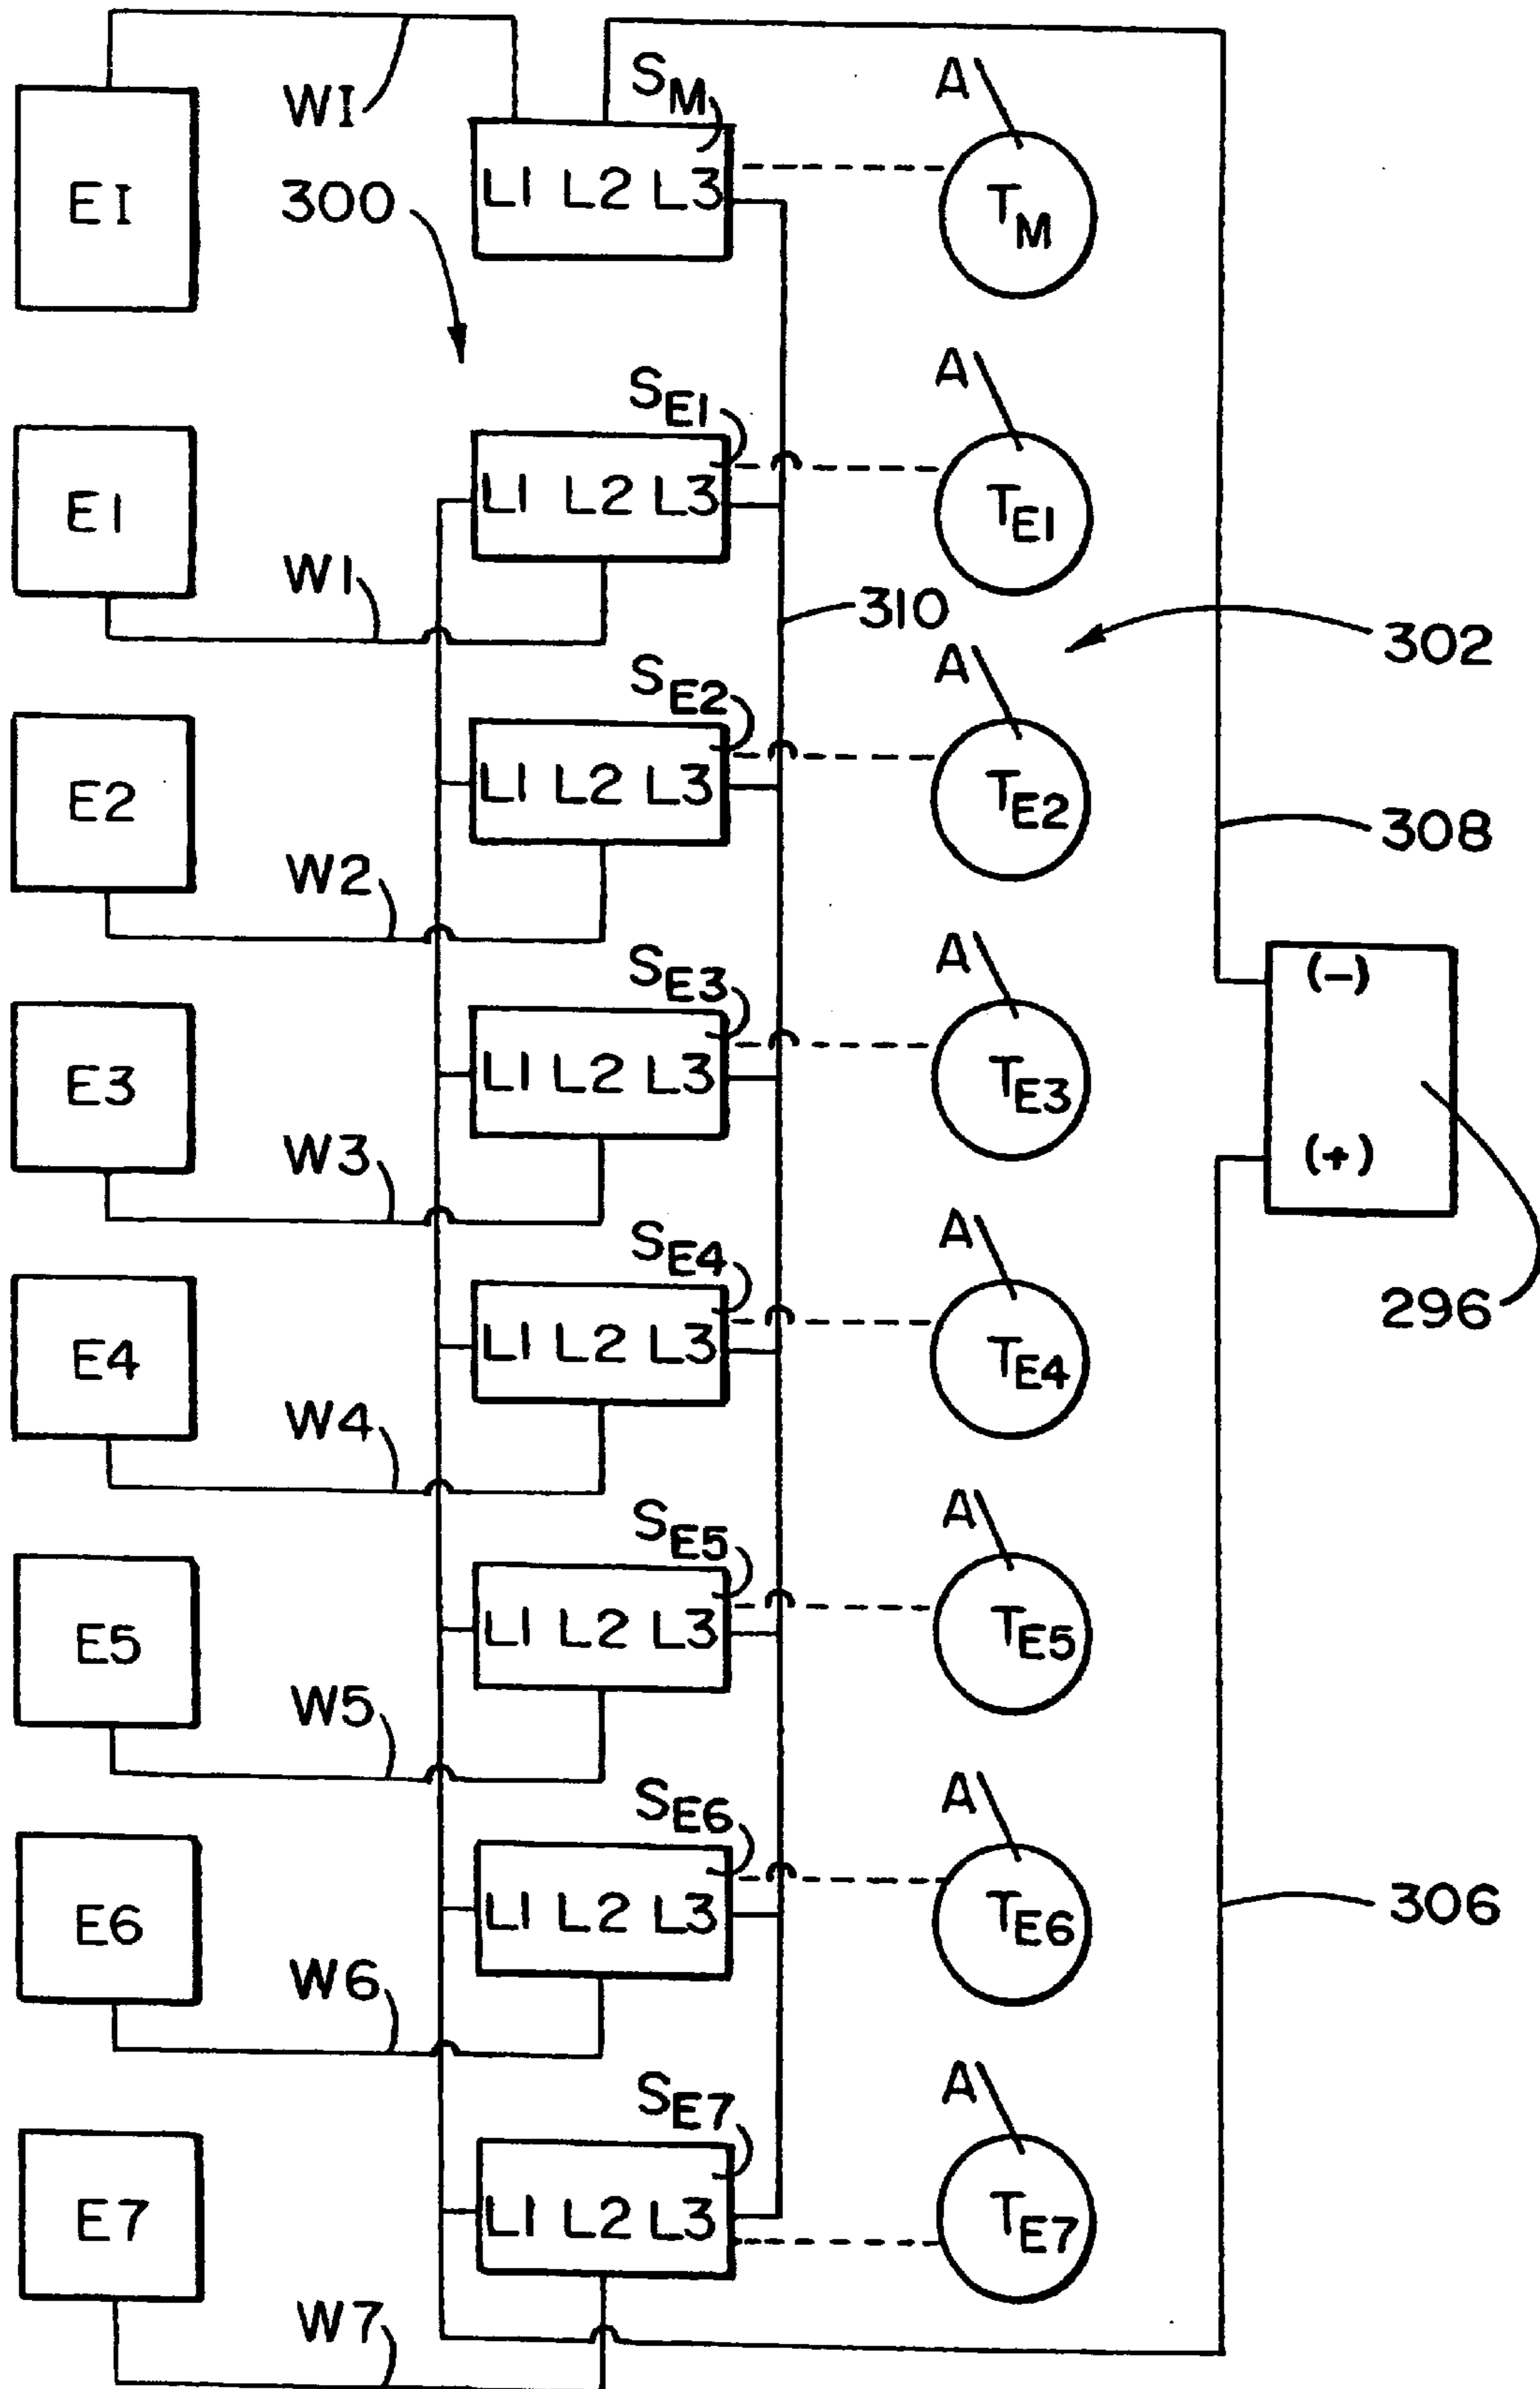 WI
S_M
A
EI
L1 L2 L3
T_M
300
S_E1
A
E1
L1 L2 L3
T_E1
W1
310
302
S_E2
A
E2
L1 L2 L3
T_E2
308
W2
S_E3
A
(-)
E3
L1 L2 L3
T_E3
W3
(+)
S_E4
A
296
E4
L1 L2 L3
T_E4
W4
S_E5
A
E5
L1 L2 L3
T_E5
W5
S_E6
A
E6
L1 L2 L3
T_E6
306
W6
S_E7
A
E7
L1 L2 L3
T_E7
W7